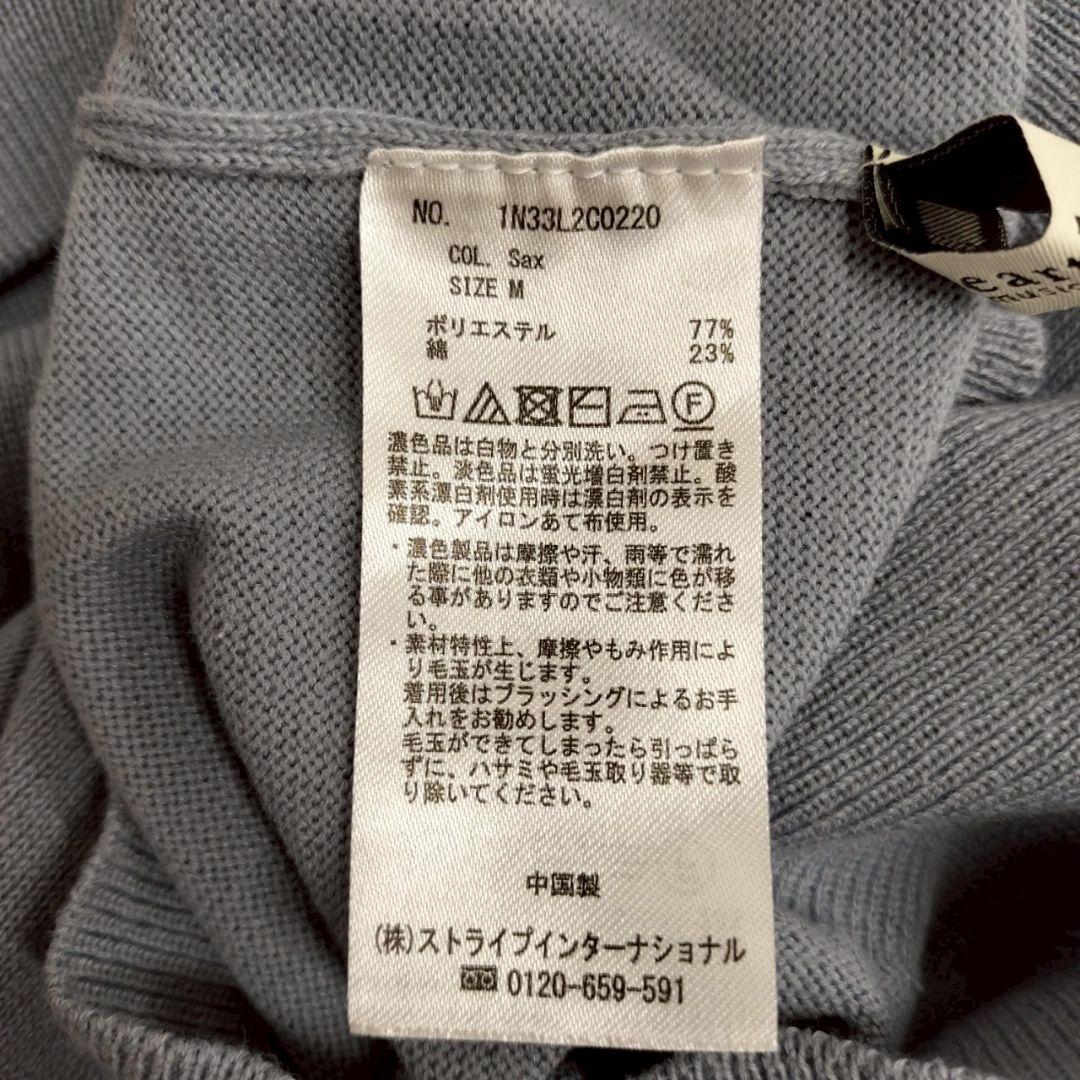 NO. 1N33L2C0220
COL. Sax
SIZE M
ポリエステル 77%
綿 23%
F
濃色品は白物と分別洗い。つけ置き
禁止。淡色品は蛍光増白剤禁止。酸
素系漂白剤使用時は漂白剤の表示を
確認。アイロンあて布使用。
・濃色製品は摩擦や汗、雨等で濡れ
た際に他の衣類や小物類に色が移
る事がありますのでご注意くださ
い。
・素材特性上、摩擦やもみ作用によ
り毛玉が生じます。
着用後はブラッシングによるお手
入れをお勧めします。
毛玉ができてしまったら引っぱら
ずに、ハサミや毛玉取り器等で取
り除いてください。
中国製
(株)ストライプインターナショナル
0120-659-591
eart
music